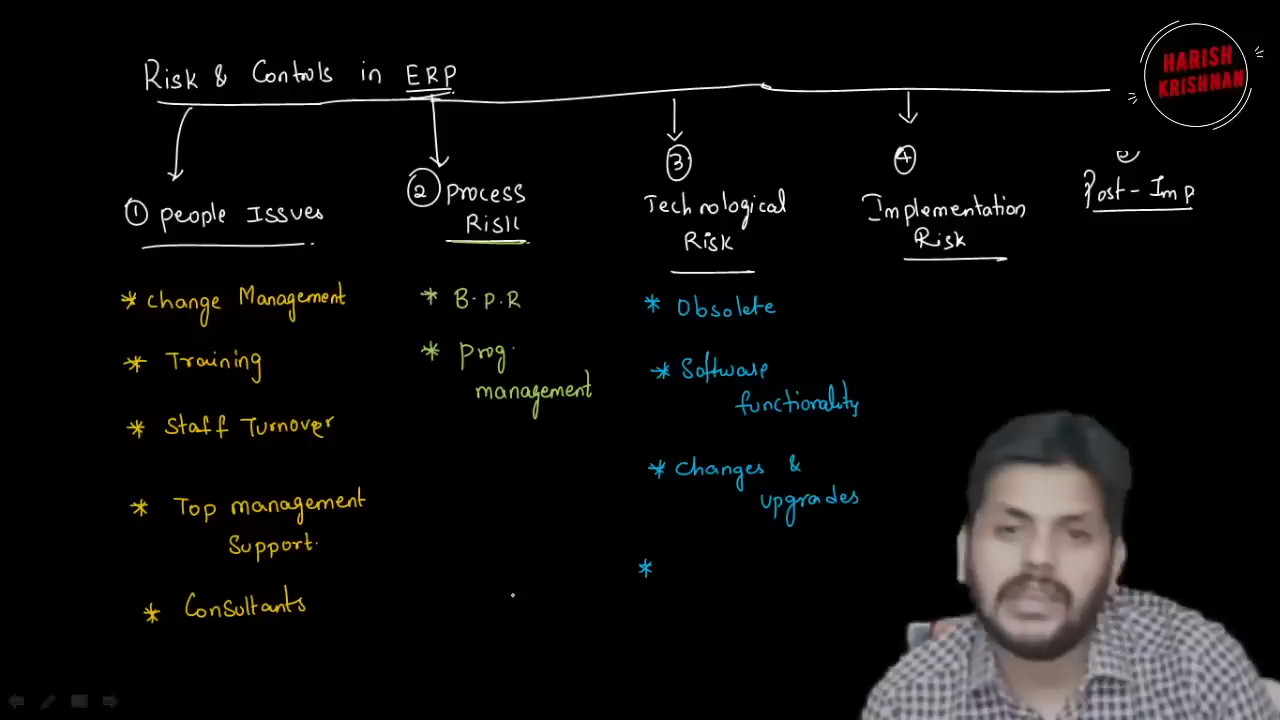 Risk & Controls in ERP
HARISH
KRISHNAN
① People Issues
* Change Management
* Training
* Staff Turnover
* Top management
Support.
* Consultants
② Process
Risk
* B.P.R
* Prog.
management
③
Technological
Risk
* Obsolete
* Software
functionality
* Changes &
upgrades
*
④
Implementation
Risk
Post-Imp